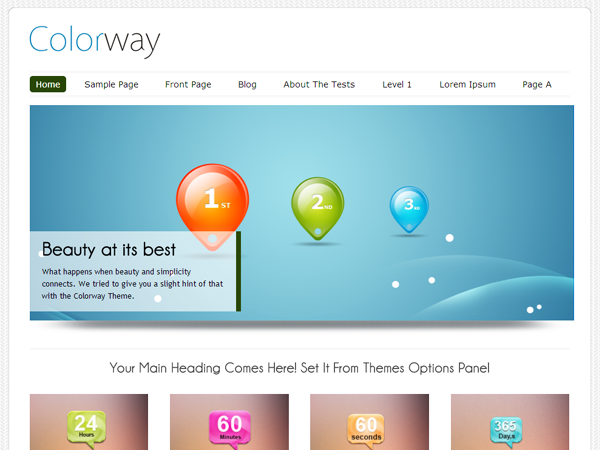 Colorway
Home Sample Page Front Page Blog About The Tests Level 1 Lorem Ipsum Page A
1 ST 2 ND 3 RD
Beauty at its best
What happens when beauty and simplicity
connects. We tried to give you a slight hint of that
with the Colorway Theme.
Your Main Heading Comes Here! Set It From Themes Options Panel
24 60 60 365
Hours Minutes seconds Day,s